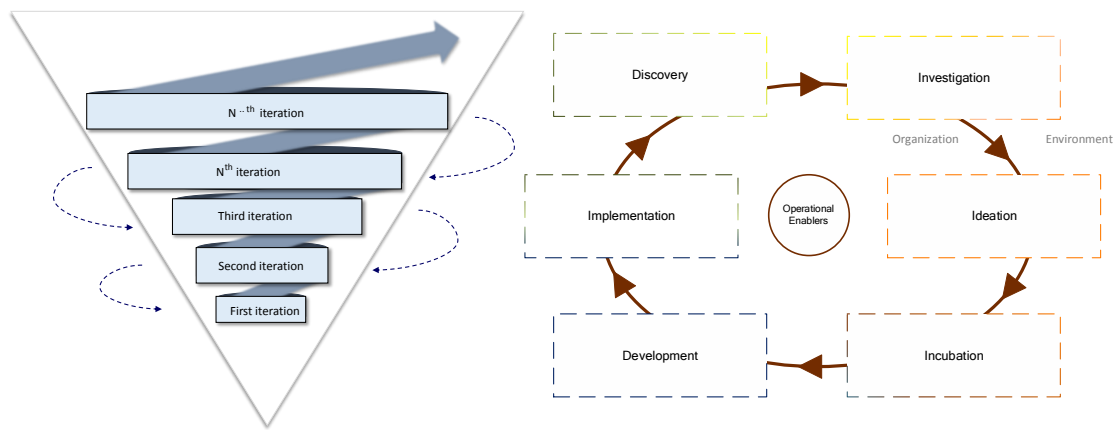 N ·· th iteration
Nth iteration
Third iteration
Second iteration
First iteration
Discovery
Investigation
Organization
Environment
Implementation
Operational
Enablers
Ideation
Development
Incubation